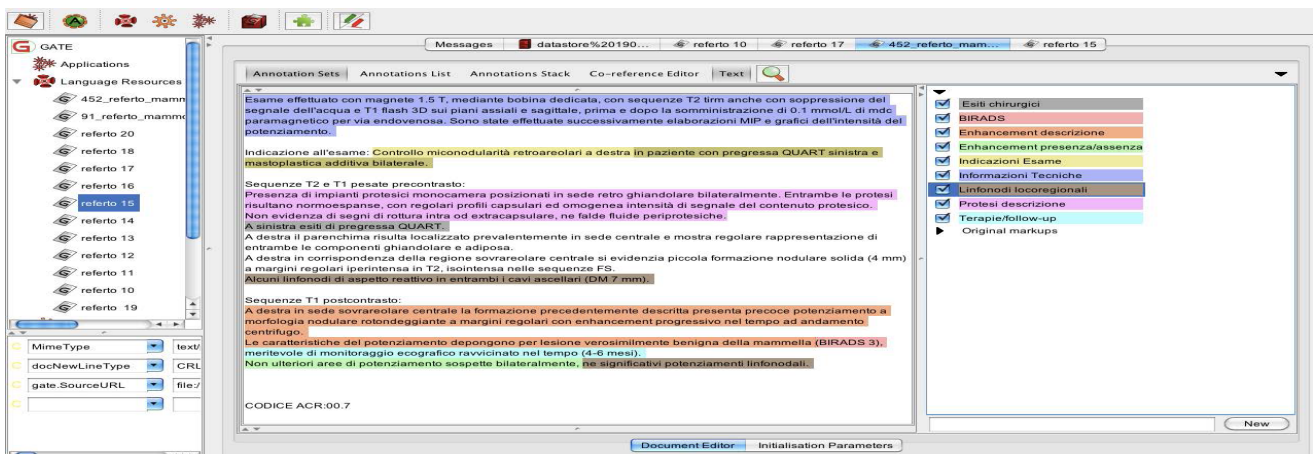 Messages
datastore%20190...
referto 10
referto 17
452_referto_mam...
referto 15
GATE
Applications
Language Resources
452_referto_mamn
91_referto_mammo
referto 20
referto 18
referto 17
referto 16
referto 15
referto 14
referto 13
referto 12
referto 11
referto 10
referto 19
MimeType text/
docNewLineType CRL
gate.SourceURL file:/
Annotation Sets Annotations List Annotations Stack Co-reference Editor Text
Esame effettuato con magnete 1.5 T, mediante bobina dedicata, con sequenze T2 tirm anche con soppressione del
segnale dell'acqua e T1 flash 3D sui piani assiali e sagittale, prima e dopo la somministrazione di 0.1 mmol/L di mdc
paramagnetico per via endovenosa. Sono state effettuate successivamente elaborazioni MIP e grafici dell'intensità del
potenziamento.
Indicazione all'esame: Controllo miconodularità retroareolari a destra in paziente con pregressa QUART sinistra e
mastoplastica additiva bilaterale.
Sequenze T2 e T1 pesate precontrasto:
Presenza di impianti protesici monocamera posizionati in sede retro ghiandolare bilateralmente. Entrambe le protesi
risultano normoespanse, con regolari profili capsulari ed omogenea intensità di segnale del contenuto protesico.
Non evidenza di segni di rottura intra od extracapsulare, ne falde fluide periprotesiche.
A sinistra esiti di pregressa QUART.
A destra il parenchima risulta localizzato prevalentemente in sede centrale e mostra regolare rappresentazione di
entrambe le componenti ghiandolare e adiposa.
A destra in corrispondenza della regione sovrareolare centrale si evidenzia piccola formazione nodulare solida (4 mm)
a margini regolari iperintensa in T2, isointensa nelle sequenze FS.
Alcuni linfonodi di aspetto reattivo in entrambi i cavi ascellari (DM 7 mm).
Sequenze T1 postcontrasto:
A destra in sede sovrareolare centrale la formazione precedentemente descritta presenta precoce potenziamento a
morfologia nodulare rotondeggiante a margini regolari con enhancement progressivo nel tempo ad andamento
centrifugo.
Le caratteristiche del potenziamento depongono per lesione verosimilmente benigna della mammella (BIRADS 3),
meritevole di monitoraggio ecografico ravvicinato nel tempo (4-6 mesi).
Non ulteriori aree di potenziamento sospette bilateralmente, ne significativi potenziamenti linfonodali.
CODICE ACR:00.7
Esiti chirurgici
BIRADS
Enhancement descrizione
Enhancement presenza/assenza
Indicazioni Esame
Informazioni Tecniche
Linfonodi locoregionali
Protesi descrizione
Terapie/follow-up
Original markups
New
Document Editor Initialisation Parameters